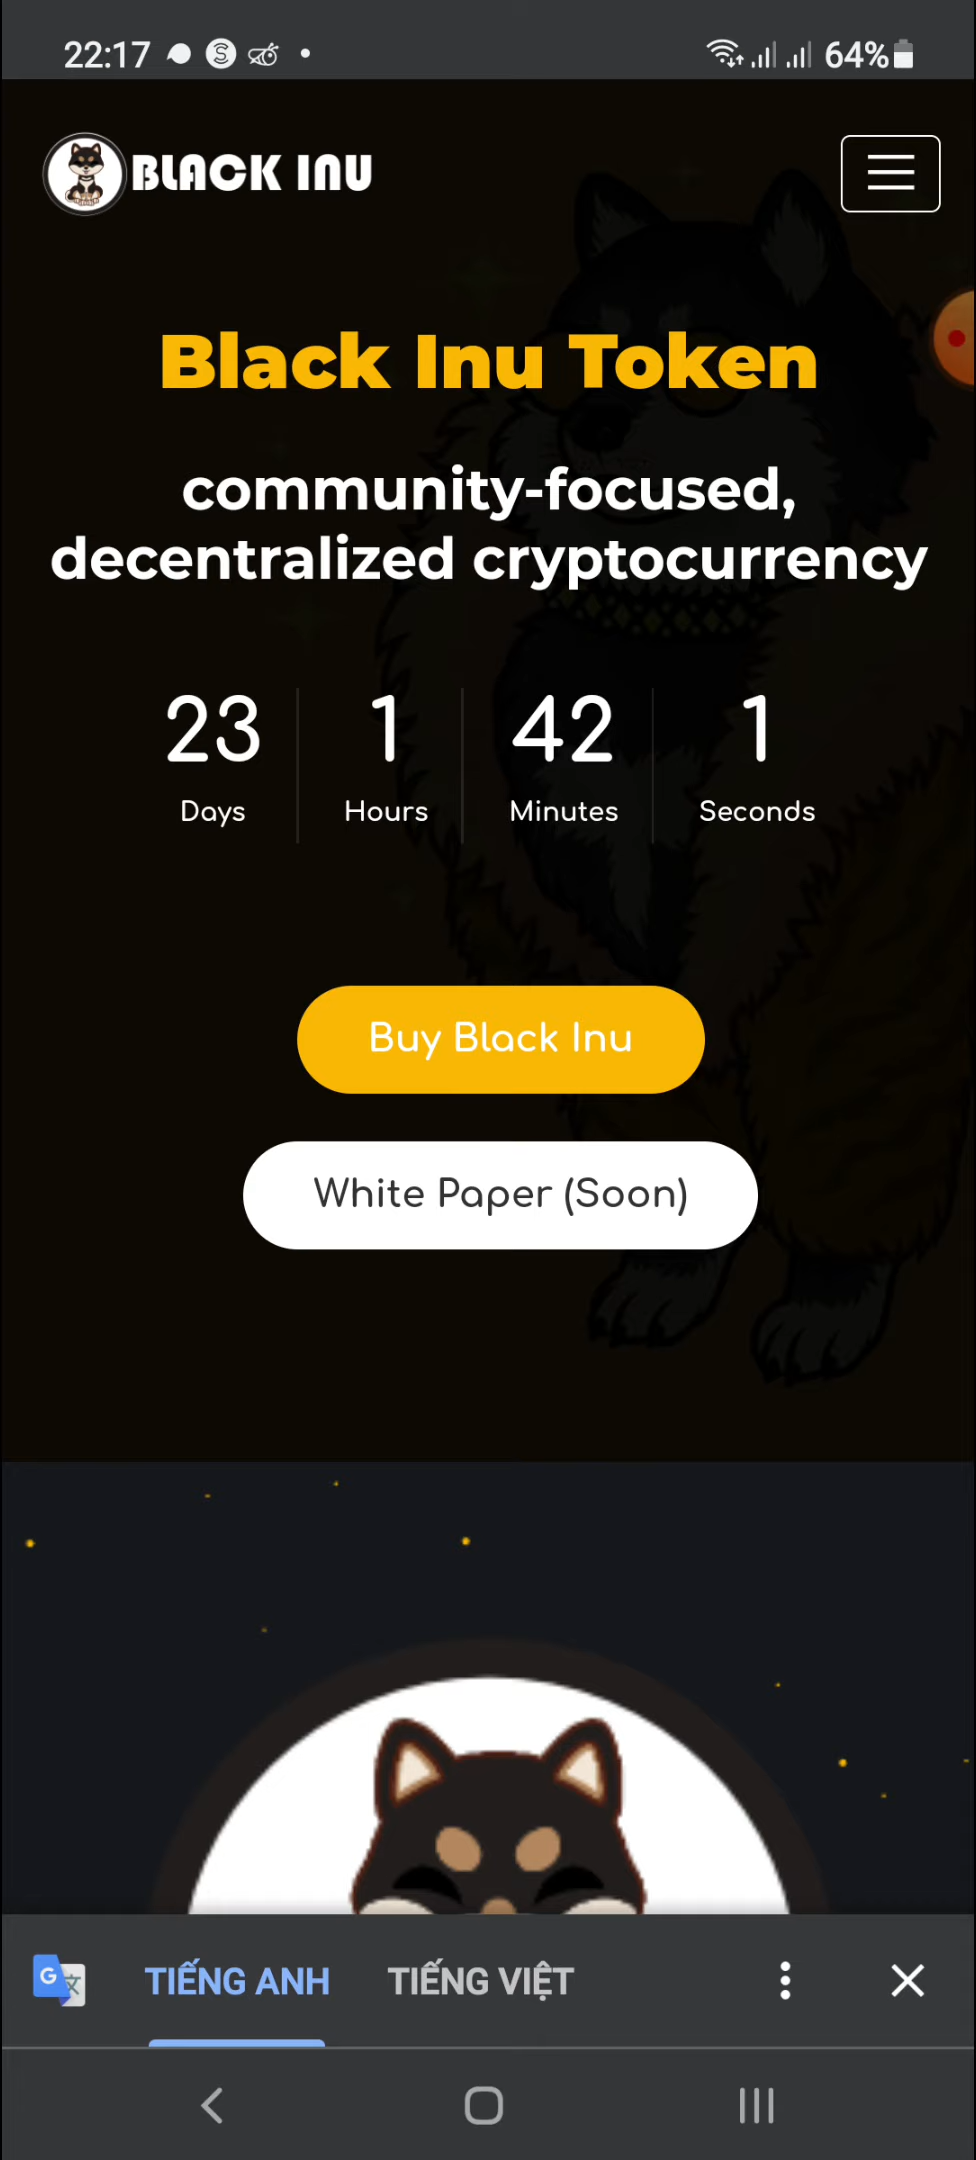 22:17
64%
BLACK INU
Black Inu Token
community-focused,
decentralized cryptocurrency
23 1 42 1
Days Hours Minutes Seconds
Buy Black Inu
White Paper (Soon)
G 文 TIẾNG ANH TIẾNG VIỆT